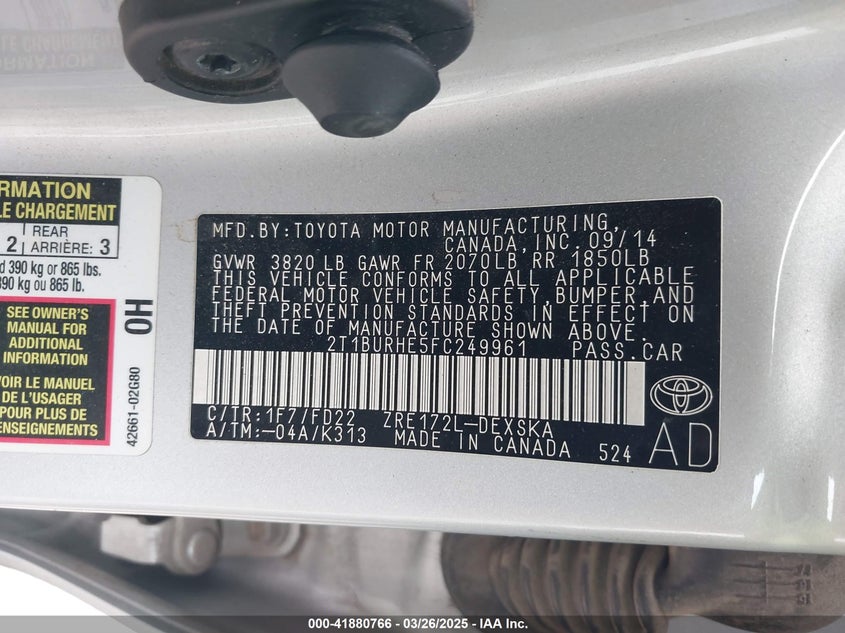 RMATION
LE CHARGEMENT
2
REAR
ARRIÈRE: 3
d 390 kg or 865 lbs.
390 kg ou 865 lb.
SEE OWNER'S
MANUAL FOR
ADDITIONAL
INFORMATION
VOIR LE MANUEL
DE L'USAGER
POUR PLUS DE
RENSEIGNEMENTS
OH
42661-02G80
MFD.BY:TOYOTA MOTOR MANUFACTURING,
CANADA, INC. 09/14
GVWR 3820 LB GAWR FR 2070LB, RR 1850LB
THIS VEHICLE CONFORMS TO ALL APPLICABLE
FEDERAL MOTOR VEHICLE SAFETY, BUMPER, AND
THEFT PREVENTION STANDARDS IN EFFECT ON
THE DATE OF MANUFACTURE SHOWN ABOVE.
2T1BURHE5FC249961 PASS.CAR
C/TR:1F7/FD22 ZRE172L-DEXSKA
A/TM:-04A/K313 MADE IN CANADA 524
AD
000-41880766 — 03/26/2025 — IAA Inc.